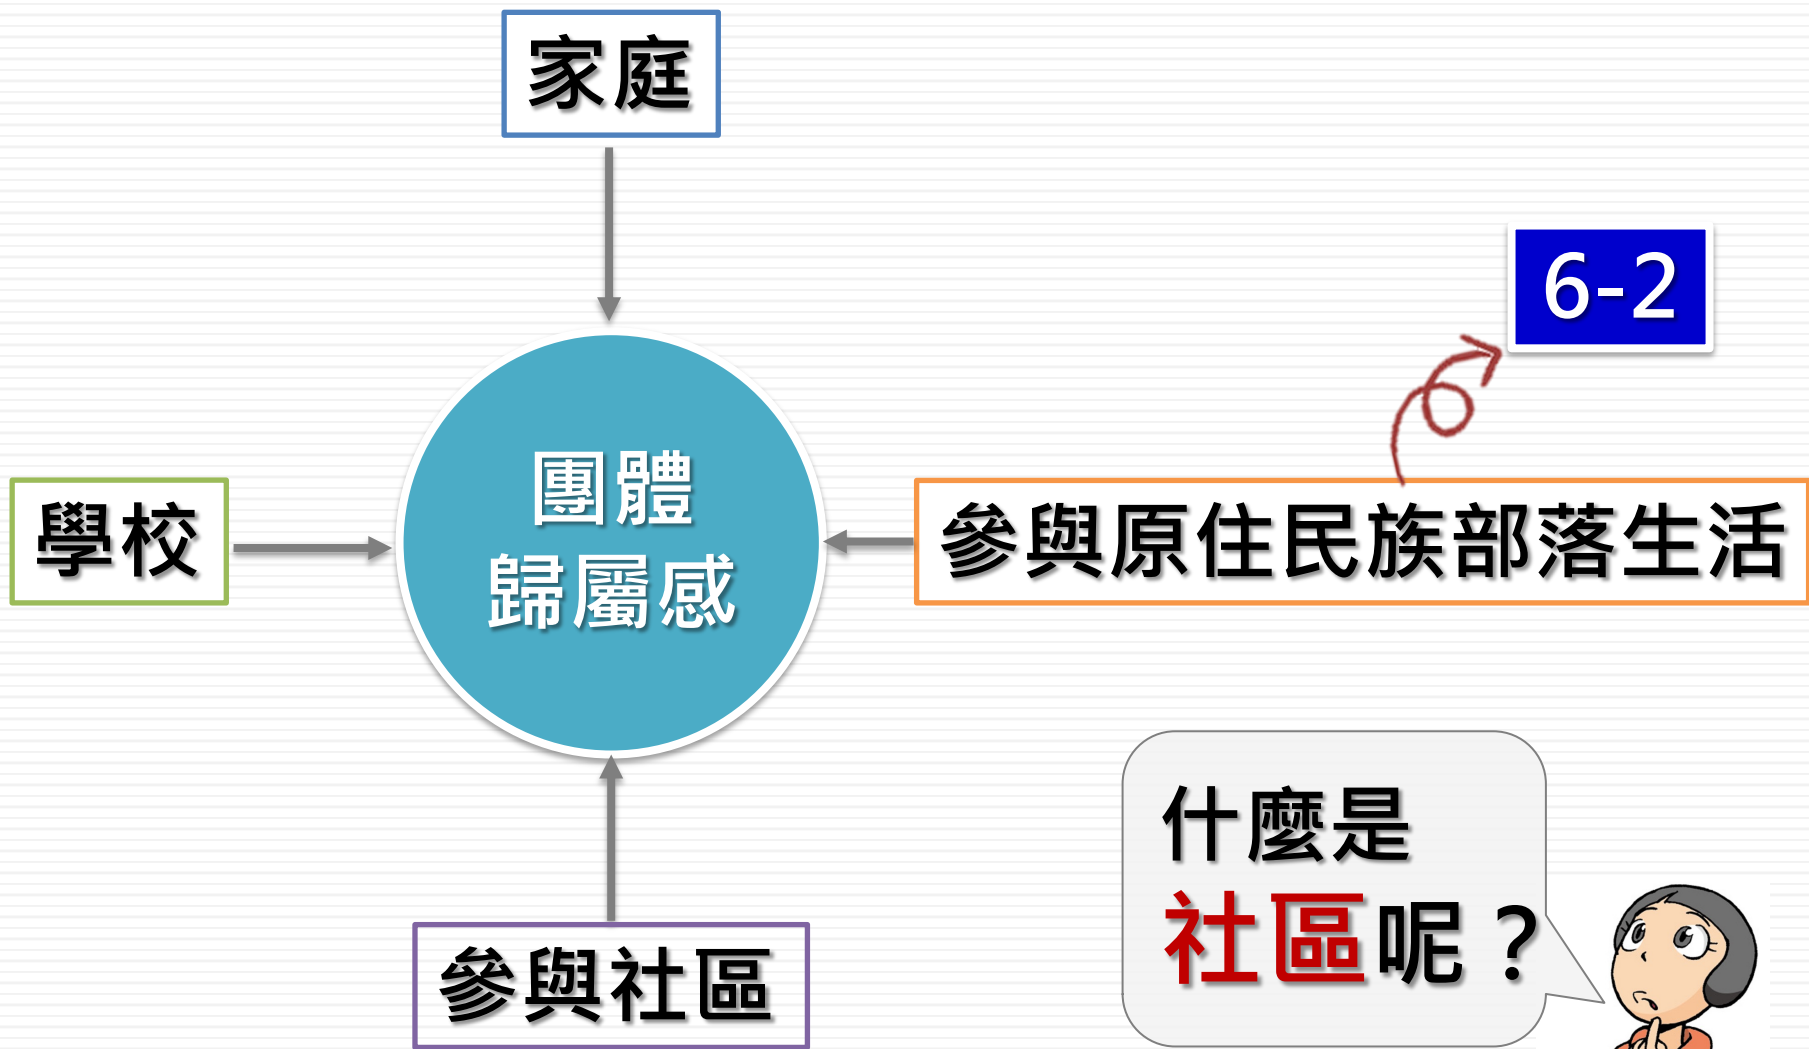 家庭
6-2
團體
歸屬感
學校
參與原住民族部落生活
什麼是
社區呢？
參與社區